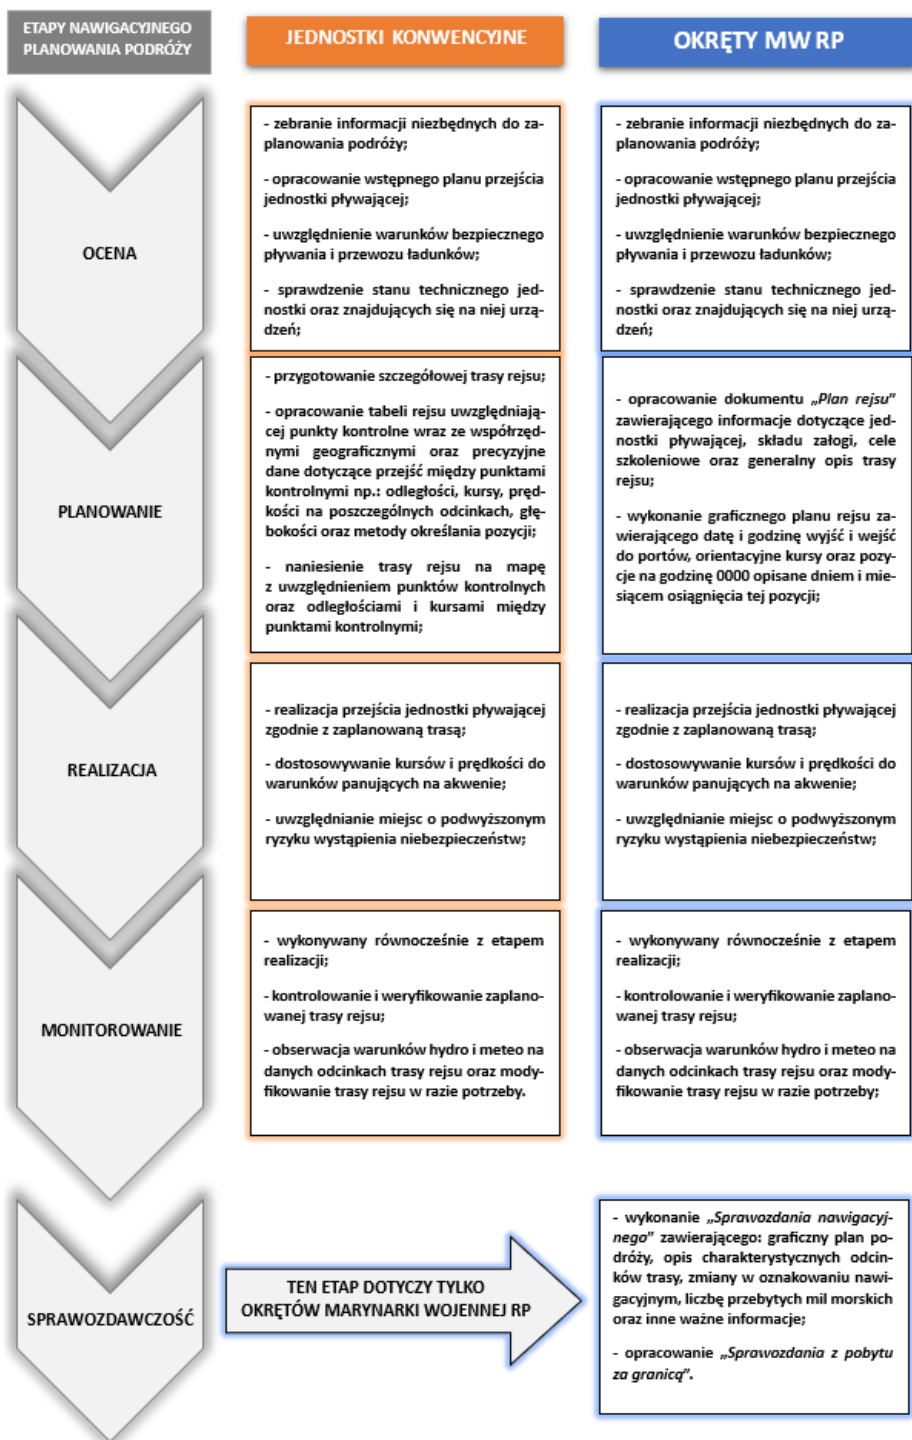 ETAPY NAWIGACYJNEGO
PLANOWANIA PODRÓŻY
JEDNOSTKI KONWENCYJNE
OKRĘTY MW RP
OCENA
- zebranie informacji niezbędnych do za-
planowania podróży;
- opracowanie wstępnego planu przejścia
jednostki pływającej;
- uwzględnienie warunków bezpiecznego
pływania i przewozu ładunków;
- sprawdzenie stanu technicznego jed-
nostki oraz znajdujących się na niej urzą-
dzeń;
- zebranie informacji niezbędnych do za-
planowania podróży;
- opracowanie wstępnego planu przejścia
jednostki pływającej;
- uwzględnienie warunków bezpiecznego
pływania i przewozu ładunków;
- sprawdzenie stanu technicznego jed-
nostki oraz znajdujących się na niej urzą-
dzeń;
PLANOWANIE
- przygotowanie szczegółowej trasy rejsu;
- opracowanie tabeli rejsu uwzględniają-
cej punkty kontrolne wraz ze współrzęd-
nymi geograficznymi oraz precyzyjne
dane dotyczące przejść między punktami
kontrolnymi np.: odległości, kursy, pręd-
kości na poszczególnych odcinkach, głę-
bokości oraz metody określania pozycji;
- naniesienie trasy rejsu na mapę
z uwzględnieniem punktów kontrolnych
oraz odległościami i kursami między
punktami kontrolnymi;
- opracowanie dokumentu „Plan rejsu”
zawierającego informacje dotyczące jed-
nostki pływającej, składu załogi, cele
szkoleniowe oraz generalny opis trasy
rejsu;
- wykonanie graficznego planu rejsu za-
wierającego datę i godzinę wyjść i wejść
do portów, orientacyjne kursy oraz pozy-
cje na godzinę 0000 opisane dniem i mie-
siącem osiągnięcia tej pozycji;
REALIZACJA
- realizacja przejścia jednostki pływającej
zgodnie z zaplanowaną trasą;
- dostosowywanie kursów i prędkości do
warunków panujących na akwenie;
- uwzględnianie miejsc o podwyższonym
ryzyku wystąpienia niebezpieczeństw;
- realizacja przejścia jednostki pływającej
zgodnie z zaplanowaną trasą;
- dostosowywanie kursów i prędkości do
warunków panujących na akwenie;
- uwzględnianie miejsc o podwyższonym
ryzyku wystąpienia niebezpieczeństw;
MONITOROWANIE
- wykonywany równocześnie z etapem
realizacji;
- kontrolowanie i weryfikowanie zaplano-
wanej trasy rejsu;
- obserwacja warunków hydro i meteo na
danych odcinkach trasy rejsu oraz mody-
fikowanie trasy rejsu w razie potrzeby.
- wykonywany równocześnie z etapem
realizacji;
- kontrolowanie i weryfikowanie zaplano-
wanej trasy rejsu;
- obserwacja warunków hydro i meteo na
danych odcinkach trasy rejsu oraz mody-
fikowanie trasy rejsu w razie potrzeby;
SPRAWOZDAWCZOŚĆ
TEN ETAP DOTYCZY TYLKO
OKRĘTÓW MARYNARKI WOJENNEJ RP
- wykonanie „Sprawozdania nawigacyj-
nego” zawierającego: graficzny plan po-
dróży, opis charakterystycznych odcin-
ków trasy, zmiany w oznakowaniu nawi-
gacyjnym, liczbę przebytych mil morskich
oraz inne ważne informacje;
- opracowanie „Sprawozdania z pobytu
za granicą”.